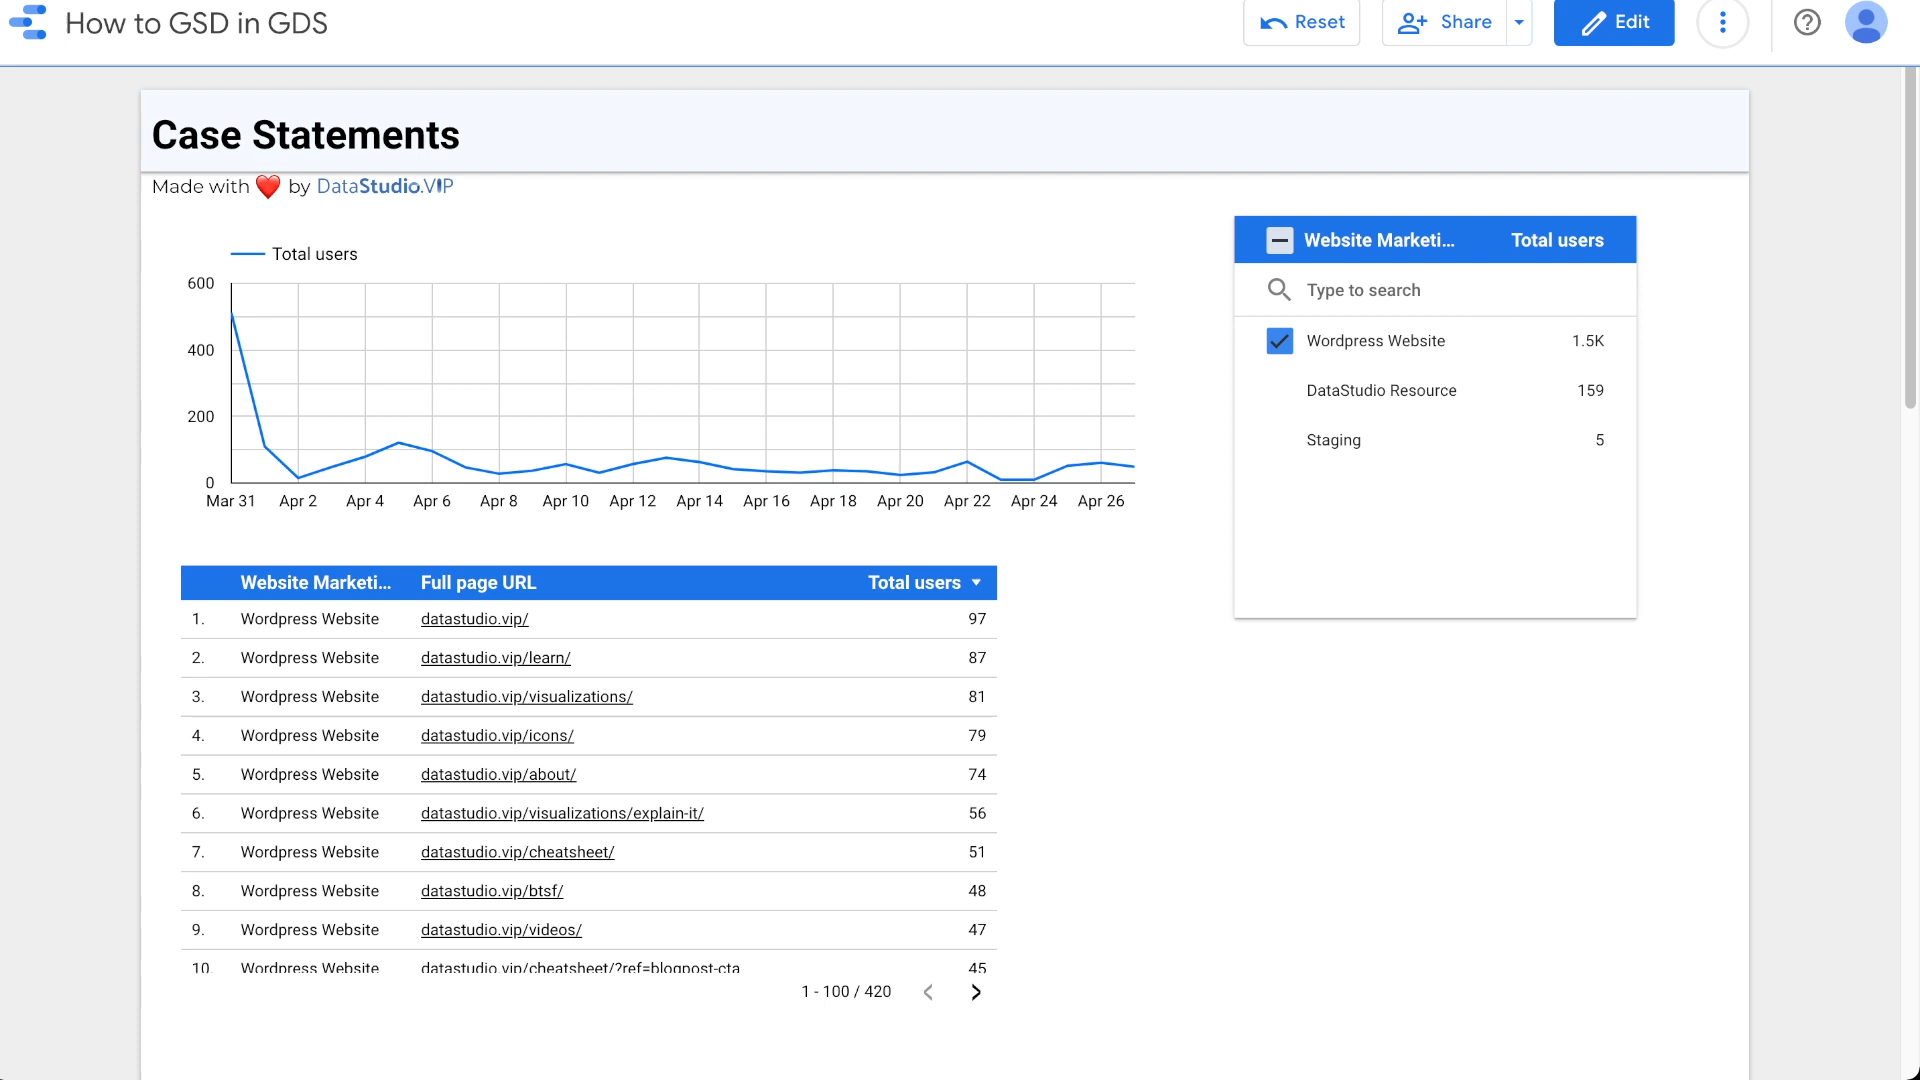 How to GSD in GDS
Reset
Share
Edit
Case Statements
Made with ❤️ by DataStudio.VIP
Total users
600
400
200
0
Mar 31 Apr 2 Apr 4 Apr 6 Apr 8 Apr 10 Apr 12 Apr 14 Apr 16 Apr 18 Apr 20 Apr 22 Apr 24 Apr 26
Website Marketi... Total users
Type to search
Wordpress Website 1.5K
DataStudio Resource 159
Staging 5
Website Marketi... Full page URL Total users
1. Wordpress Website datastudio.vip/ 97
2. Wordpress Website datastudio.vip/learn/ 87
3. Wordpress Website datastudio.vip/visualizations/ 81
4. Wordpress Website datastudio.vip/icons/ 79
5. Wordpress Website datastudio.vip/about/ 74
6. Wordpress Website datastudio.vip/visualizations/explain-it/ 56
7. Wordpress Website datastudio.vip/cheatsheet/ 51
8. Wordpress Website datastudio.vip/btsf/ 48
9. Wordpress Website datastudio.vip/videos/ 47
10. Wordpress Website datastudio.vip/cheatsheet/?ref=blogpost-cta 45
1 - 100 / 420